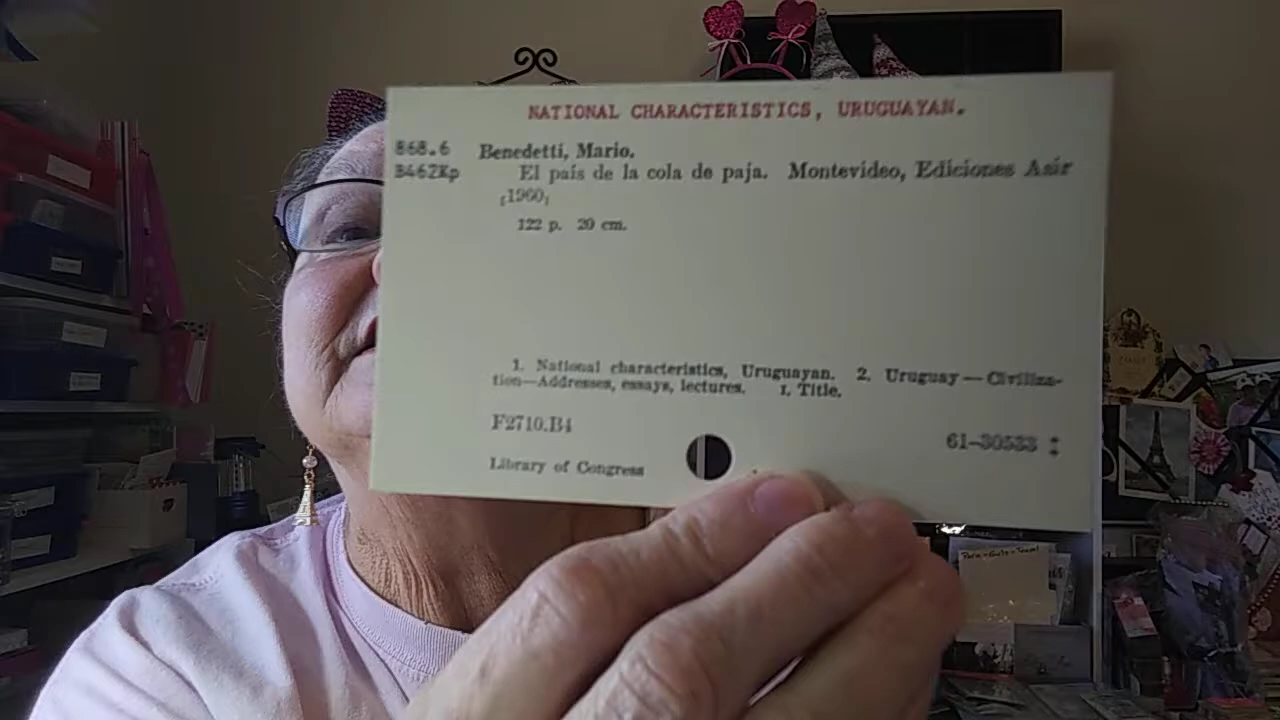 NATIONAL CHARACTERISTICS, URUGUAYAN.
868.6 Benedetti, Mario.
B462Kp El país de la cola de paja. Montevideo, Ediciones Asir
[1960]
122 p. 20 cm.
1. National characteristics, Uruguayan. 2. Uruguay — Civiliza-
tion—Addresses, essays, lectures. I. Title.
F2710.B4
61–30533 ‡
Library of Congress